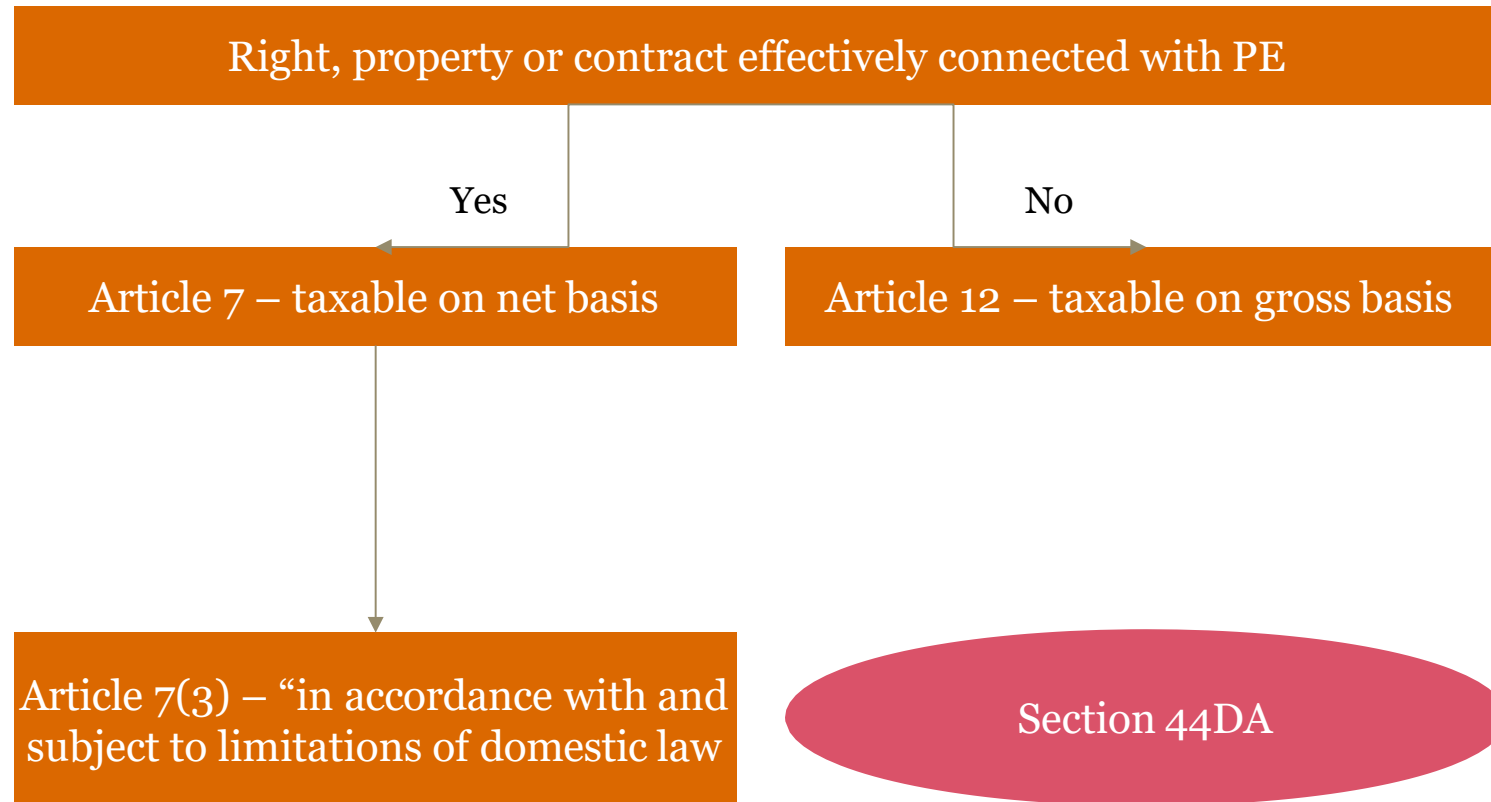 Right, property or contract effectively connected with PE
Yes
No
Article 7 – taxable on net basis
Article 12 – taxable on gross basis
Article 7(3) – “in accordance with and
subject to limitations of domestic law
Section 44DA